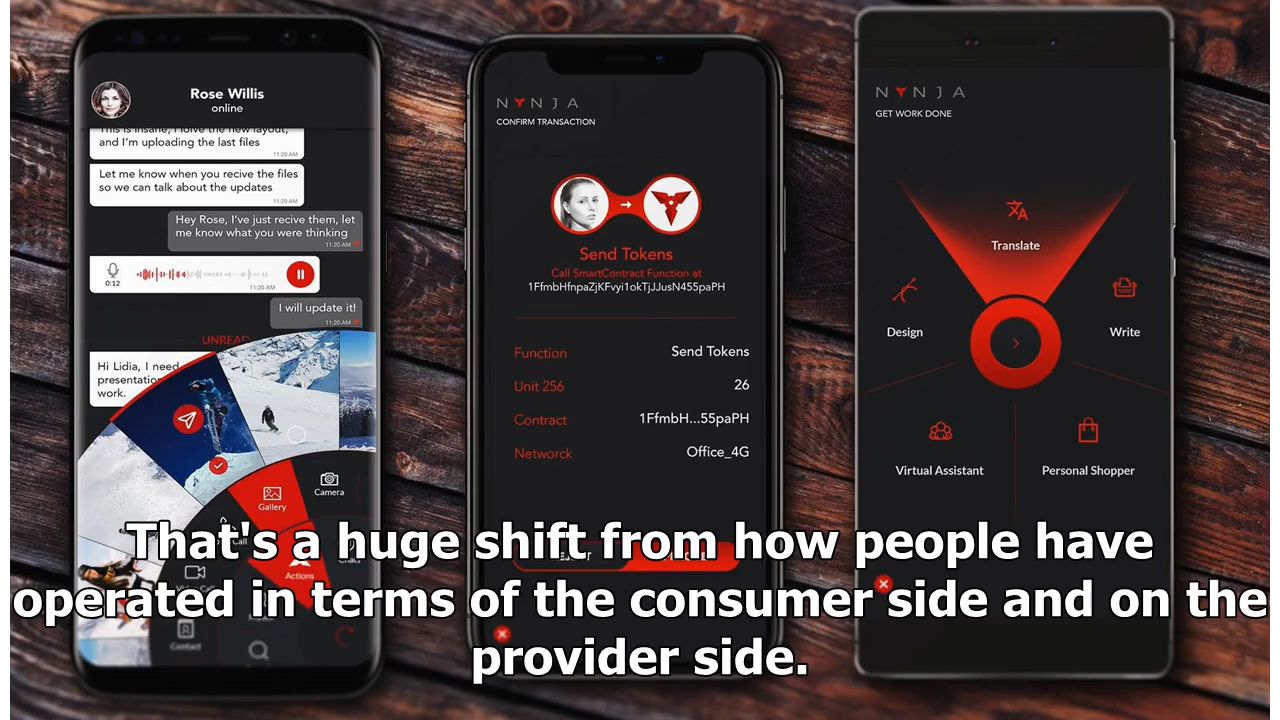 Rose Willis
online
This is insane, I lolve the new layout,
and I'm uploading the last files
11:20 AM
Let me know when you recive the files
so we can talk about the updates
11:20 AM
Hey Rose, I've just recive them, let
me know what you were thinking
11:20 AM
0:12
11:20 AM
I will update it!
11:20 AM
UNREAD
Hi Lidia, I need
presentation
work.
Camera
Gallery
Actions
Contact
NYNJA
CONFIRM TRANSACTION
Send Tokens
Call SmartContract Function at
1FfmbHfnpaZjKFvyi1okTjJJusN455paPH
Function Send Tokens
Unit 256 26
Contract 1FfmbH...55paPH
Networck Office_4G
NYNJA
GET WORK DONE
Translate
Design
Write
Virtual Assistant
Personal Shopper
That's a huge shift from how people have
operated in terms of the consumer side and on the
provider side.